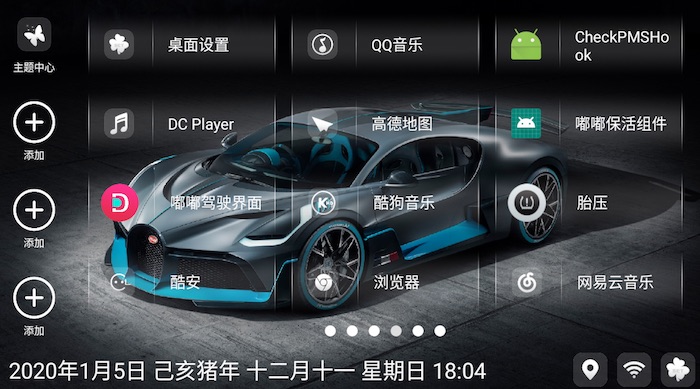 桌面设置
QQ音乐
CheckPMSHo
ok
主题中心
DC Player
高德地图
嘟嘟保活组件
添加
嘟嘟驾驶界面
酷狗音乐
胎压
添加
酷安
浏览器
网易云音乐
添加
2020年1月5日 己亥猪年 十二月十一 星期日 18:04